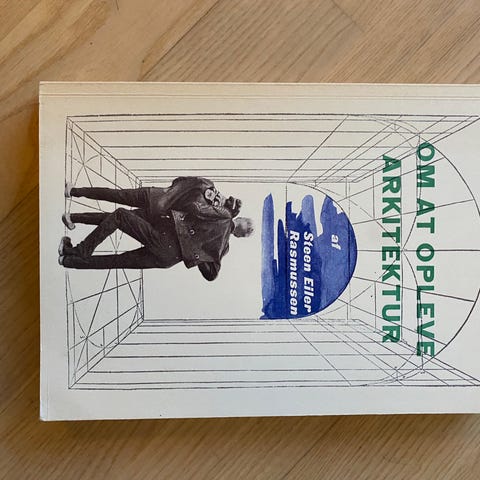 OM AT OPLEVE
ARKITEKTUR
af
Steen Eiler
Rasmussen